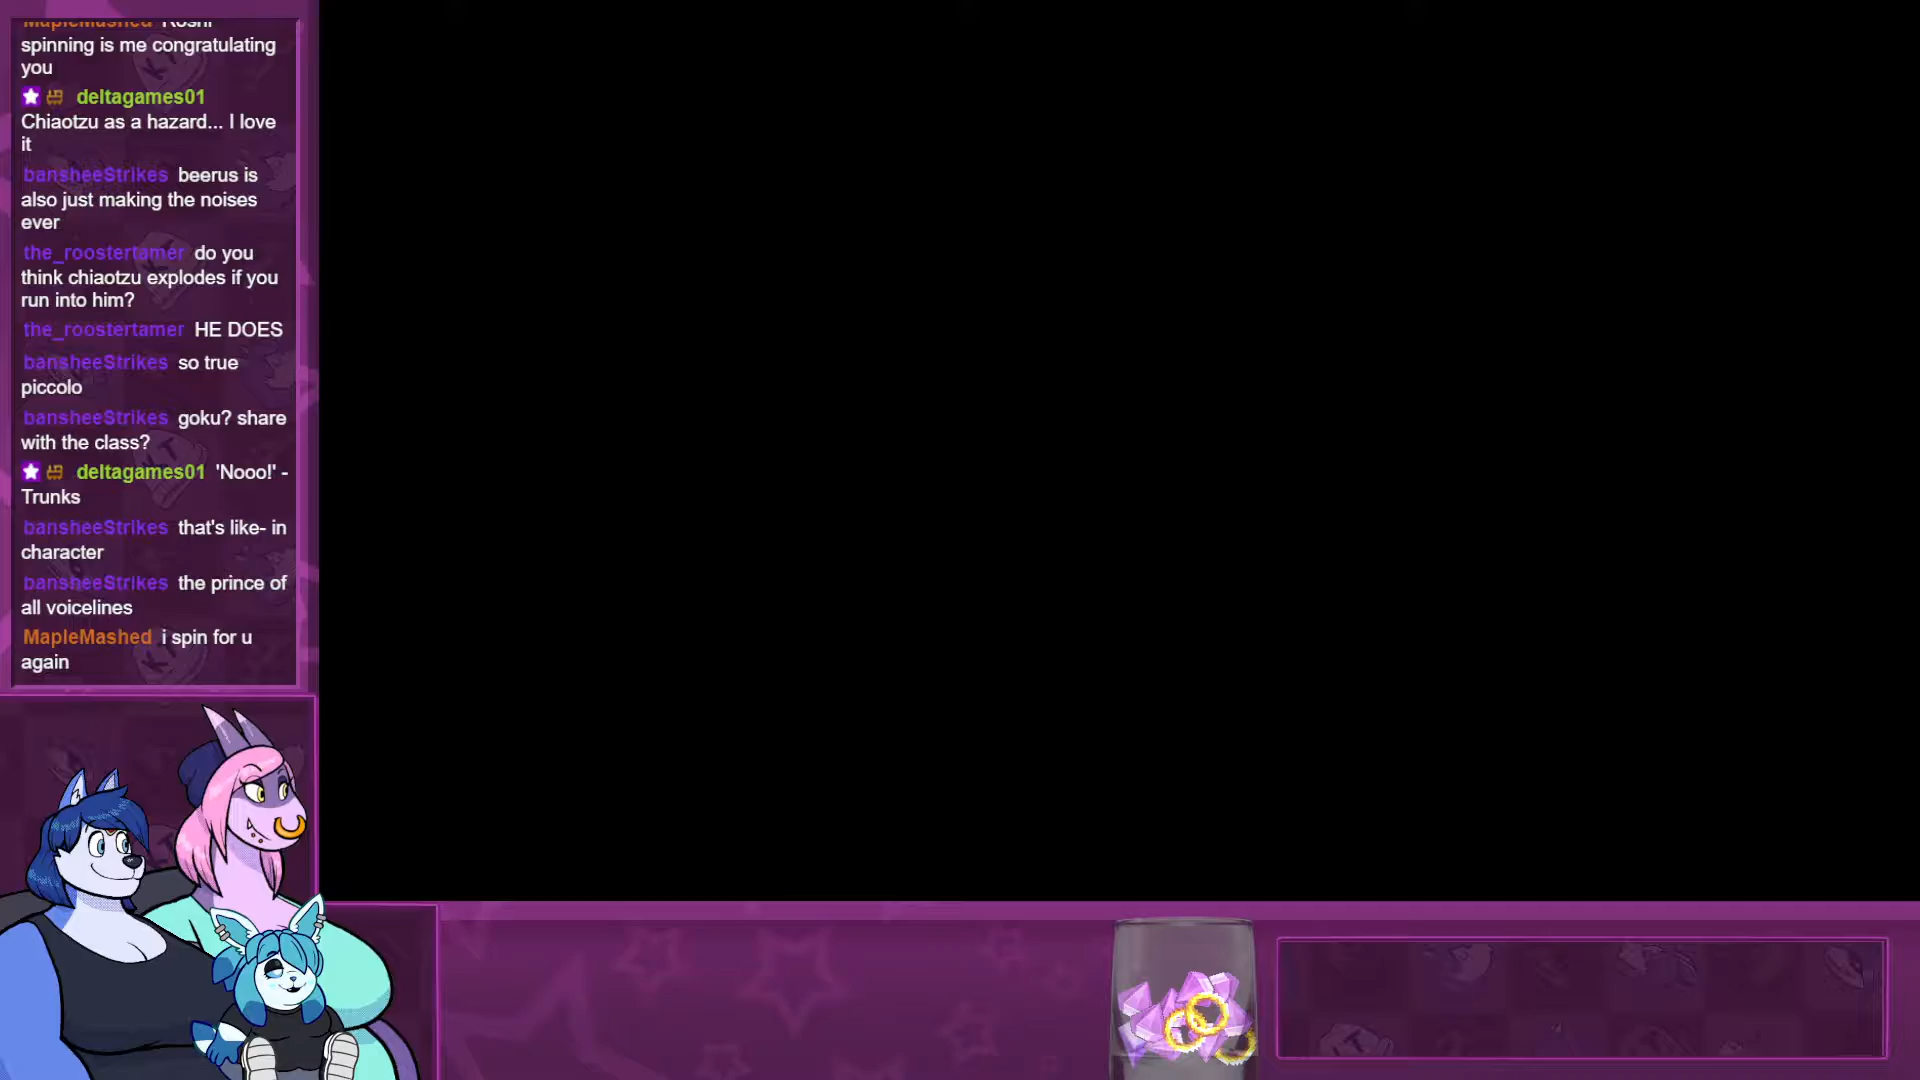 MapleMashed Roshi
spinning is me congratulating
you
deltagames01
Chiaotzu as a hazard... I love
it
bansheeStrikes beerus is
also just making the noises
ever
the_roostertamer do you
think chiaotzu explodes if you
run into him?
the_roostertamer HE DOES
bansheeStrikes so true
piccolo
bansheeStrikes goku? share
with the class?
deltagames01 'Nooo!' -
Trunks
bansheeStrikes that's like- in
character
bansheeStrikes the prince of
all voicelines
MapleMashed i spin for u
again